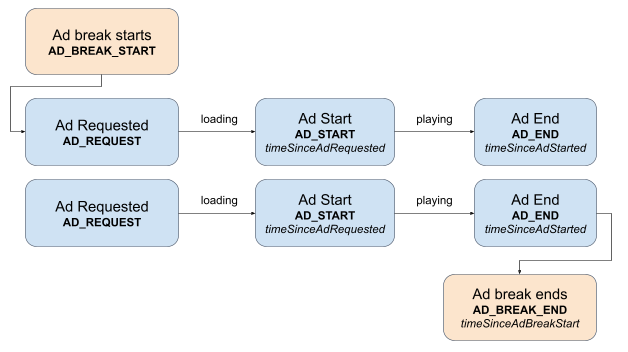 Ad break starts
AD_BREAK_START
Ad Requested
AD_REQUEST
loading
Ad Start
AD_START
timeSinceAdRequested
playing
Ad End
AD_END
timeSinceAdStarted
Ad Requested
AD_REQUEST
loading
Ad Start
AD_START
timeSinceAdRequested
playing
Ad End
AD_END
timeSinceAdStarted
Ad break ends
AD_BREAK_END
timeSinceAdBreakStart